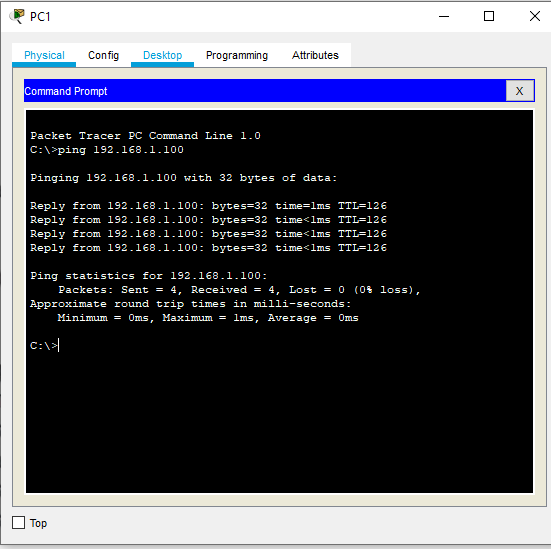 PC1
Physical Config Desktop Programming Attributes
Command Prompt X
Packet Tracer PC Command Line 1.0
C:\>ping 192.168.1.100
Pinging 192.168.1.100 with 32 bytes of data:
Reply from 192.168.1.100: bytes=32 time=1ms TTL=126
Reply from 192.168.1.100: bytes=32 time<1ms TTL=126
Reply from 192.168.1.100: bytes=32 time<1ms TTL=126
Reply from 192.168.1.100: bytes=32 time<1ms TTL=126
Ping statistics for 192.168.1.100:
Packets: Sent = 4, Received = 4, Lost = 0 (0% loss),
Approximate round trip times in milli-seconds:
Minimum = 0ms, Maximum = 1ms, Average = 0ms
C:\>
Top